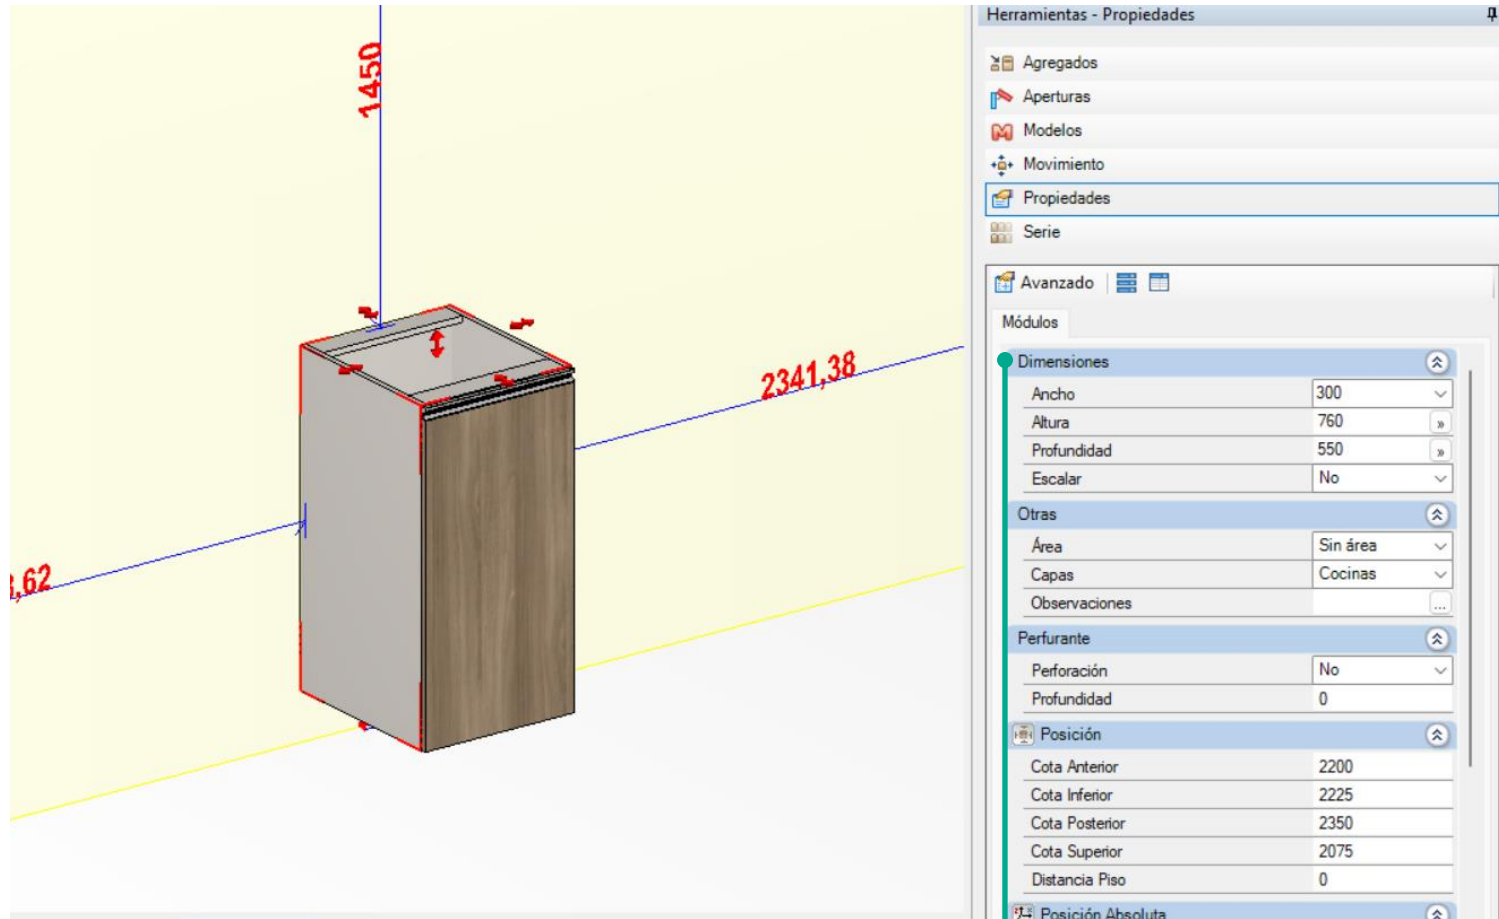 1450
2341,38
,62
Herramientas - Propiedades
Agregados
Aperturas
Modelos
Movimiento
Propiedades
Serie
Avanzado
Módulos
Dimensiones
Ancho 300
Altura 760
Profundidad 550
Escalar No
Otras
Área Sin área
Capas Cocinas
Observaciones ...
Perfurante
Perforación No
Profundidad 0
Posición
Cota Anterior 2200
Cota Inferior 2225
Cota Posterior 2350
Cota Superior 2075
Distancia Piso 0
Posición Absoluta